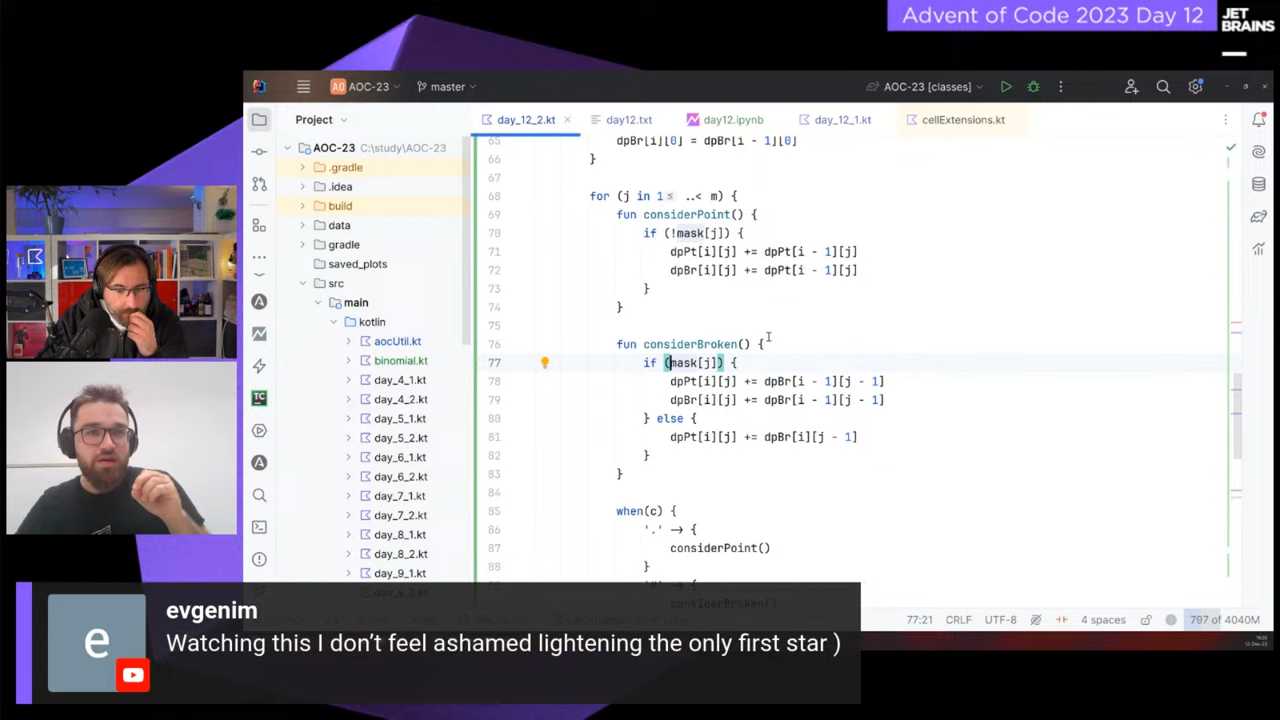 Advent of Code 2023 Day 12
JET
BRAINS
AO AOC-23
master
AOC-23 [classes]
Project
day_12_2.kt
day12.txt
day12.ipynb
day_12_1.kt
cellExtensions.kt
AOC-23 C:\study\AOC-23
.gradle
.idea
build
data
gradle
saved_plots
src
main
kotlin
aocUtil.kt
binomial.kt
day_4_1.kt
day_4_2.kt
day_5_1.kt
day_5_2.kt
day_6_1.kt
day_6_2.kt
day_7_1.kt
day_7_2.kt
day_8_1.kt
day_8_2.kt
day_9_1.kt
65 dpBr[i][0] = dpBr[i - 1][0]
66 }
67
68 for (j in 1≤ ..< m) {
69 fun considerPoint() {
70 if (!mask[j]) {
71 dpPt[i][j] += dpPt[i - 1][j]
72 dpBr[i][j] += dpPt[i - 1][j]
73 }
74 }
75
76 fun considerBroken() {
77 if (mask[j]) {
78 dpPt[i][j] += dpBr[i - 1][j - 1]
79 dpBr[i][j] += dpBr[i - 1][j - 1]
80 } else {
81 dpPt[i][j] += dpBr[i][j - 1]
82 }
83 }
84
85 when(c) {
86 '.' → {
87 considerPoint()
88 }
considerBroken()
77:21 CRLF UTF-8 4 spaces 797 of 4040M
TC
e
evgenim
Watching this I don't feel ashamed lightening the only first star )